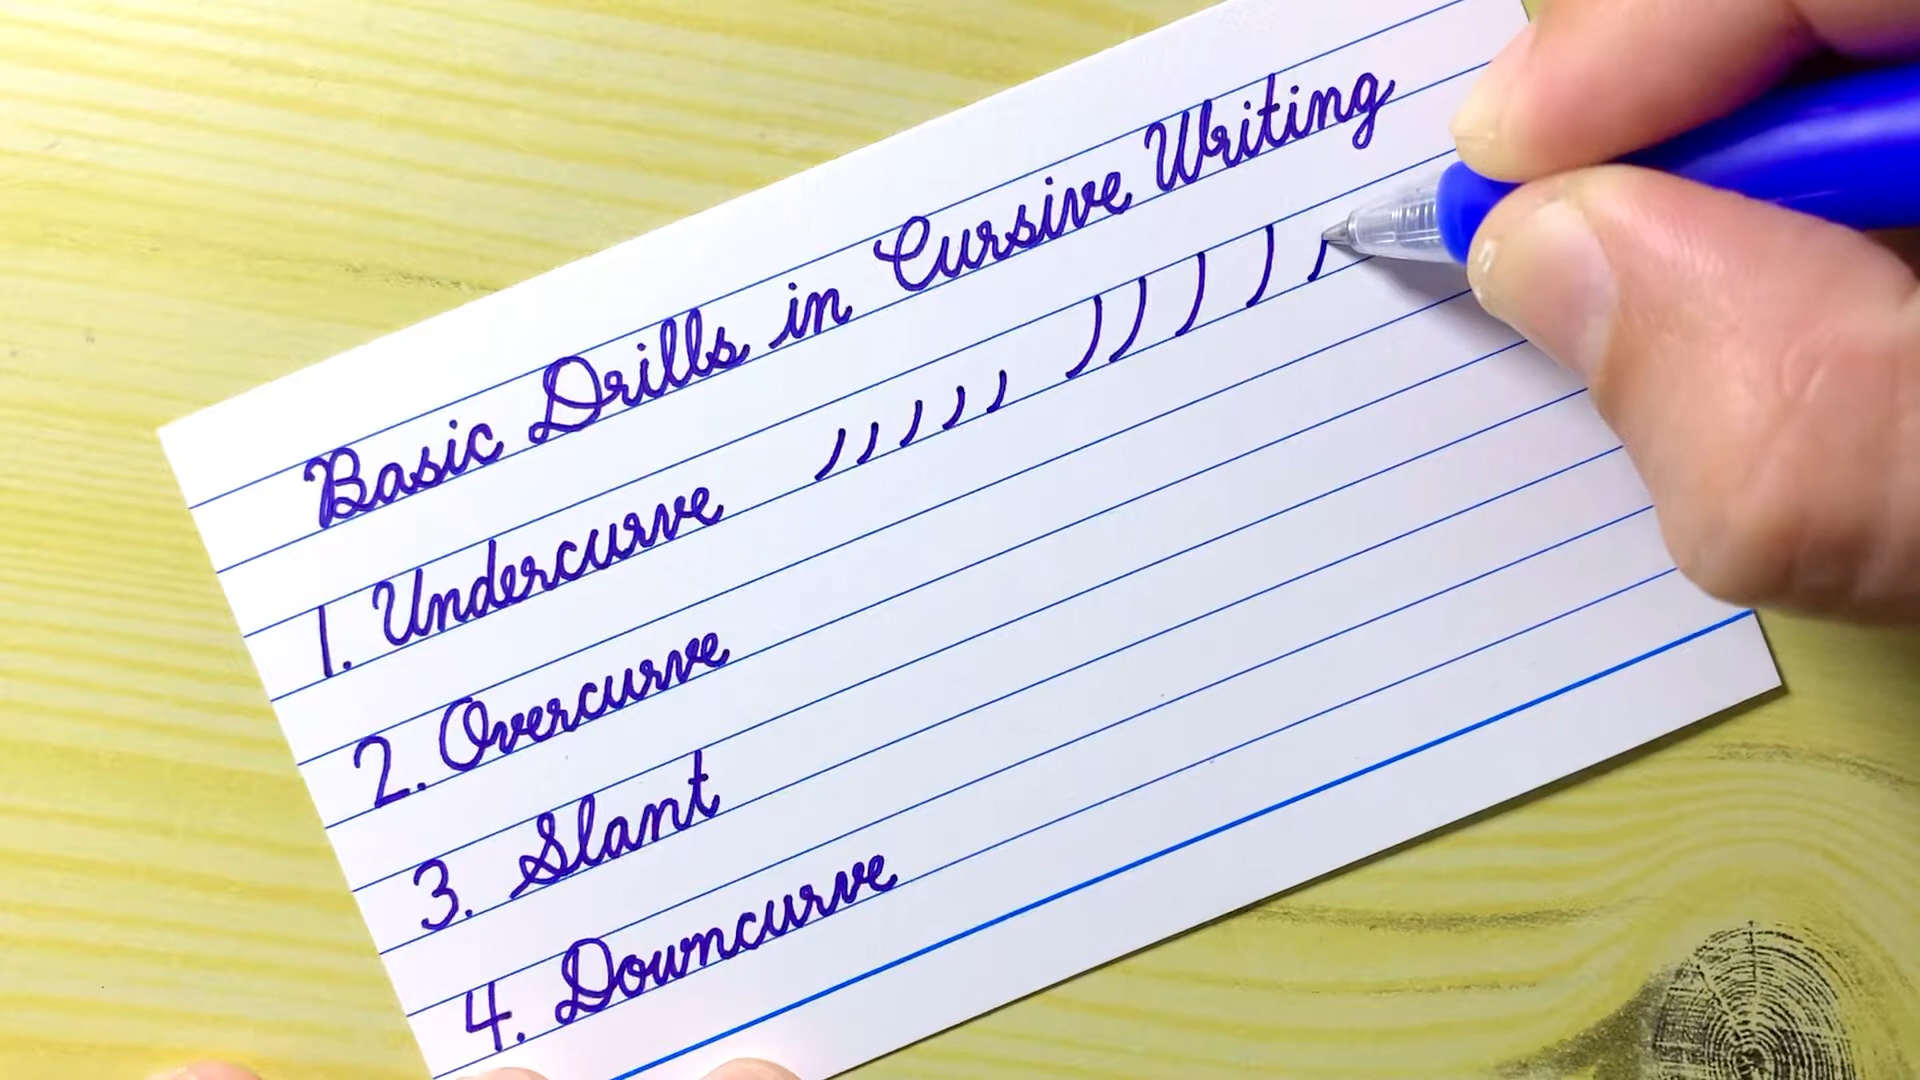 Basic Drills in Cursive Writing
1. Undercurve
2. Overcurve
3. Slant
4. Downcurve